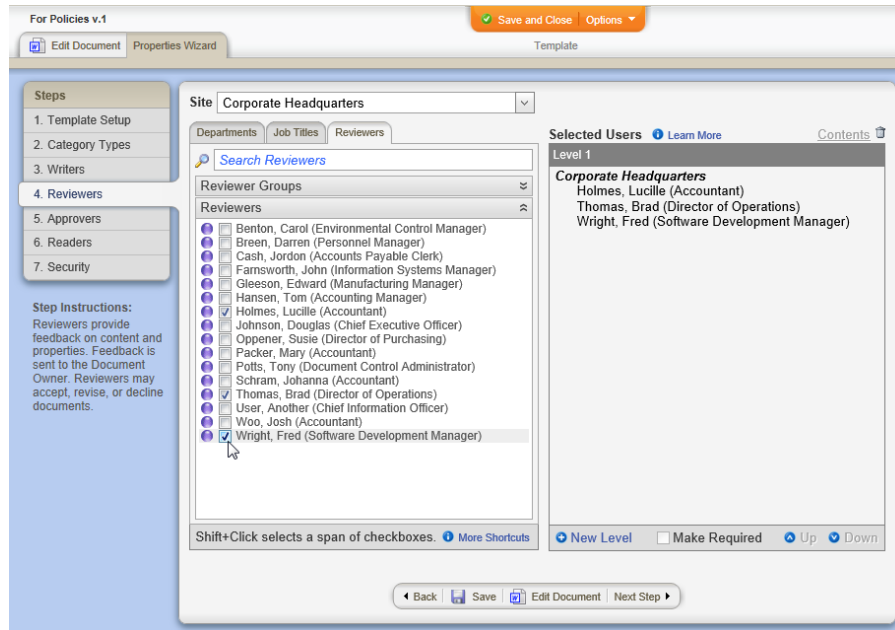 For Policies v.1
Save and Close Options
Edit Document Properties Wizard
Template
Steps
1. Template Setup
2. Category Types
3. Writers
4. Reviewers
5. Approvers
6. Readers
7. Security
Step Instructions:
Reviewers provide
feedback on content and
properties. Feedback is
sent to the Document
Owner. Reviewers may
accept, revise, or decline
documents.
Site Corporate Headquarters
Departments Job Titles Reviewers
Search Reviewers
Reviewer Groups
Reviewers
Benton, Carol (Environmental Control Manager)
Breen, Darren (Personnel Manager)
Cash, Jordon (Accounts Payable Clerk)
Farnsworth, John (Information Systems Manager)
Gleeson, Edward (Manufacturing Manager)
Hansen, Tom (Accounting Manager)
Holmes, Lucille (Accountant)
Johnson, Douglas (Chief Executive Officer)
Oppener, Susie (Director of Purchasing)
Packer, Mary (Accountant)
Potts, Tony (Document Control Administrator)
Schram, Johanna (Accountant)
Thomas, Brad (Director of Operations)
User, Another (Chief Information Officer)
Woo, Josh (Accountant)
Wright, Fred (Software Development Manager)
Shift+Click selects a span of checkboxes. More Shortcuts
Selected Users Learn More Contents
Level 1
Corporate Headquarters
Holmes, Lucille (Accountant)
Thomas, Brad (Director of Operations)
Wright, Fred (Software Development Manager)
New Level Make Required Up Down
Back Save Edit Document Next Step